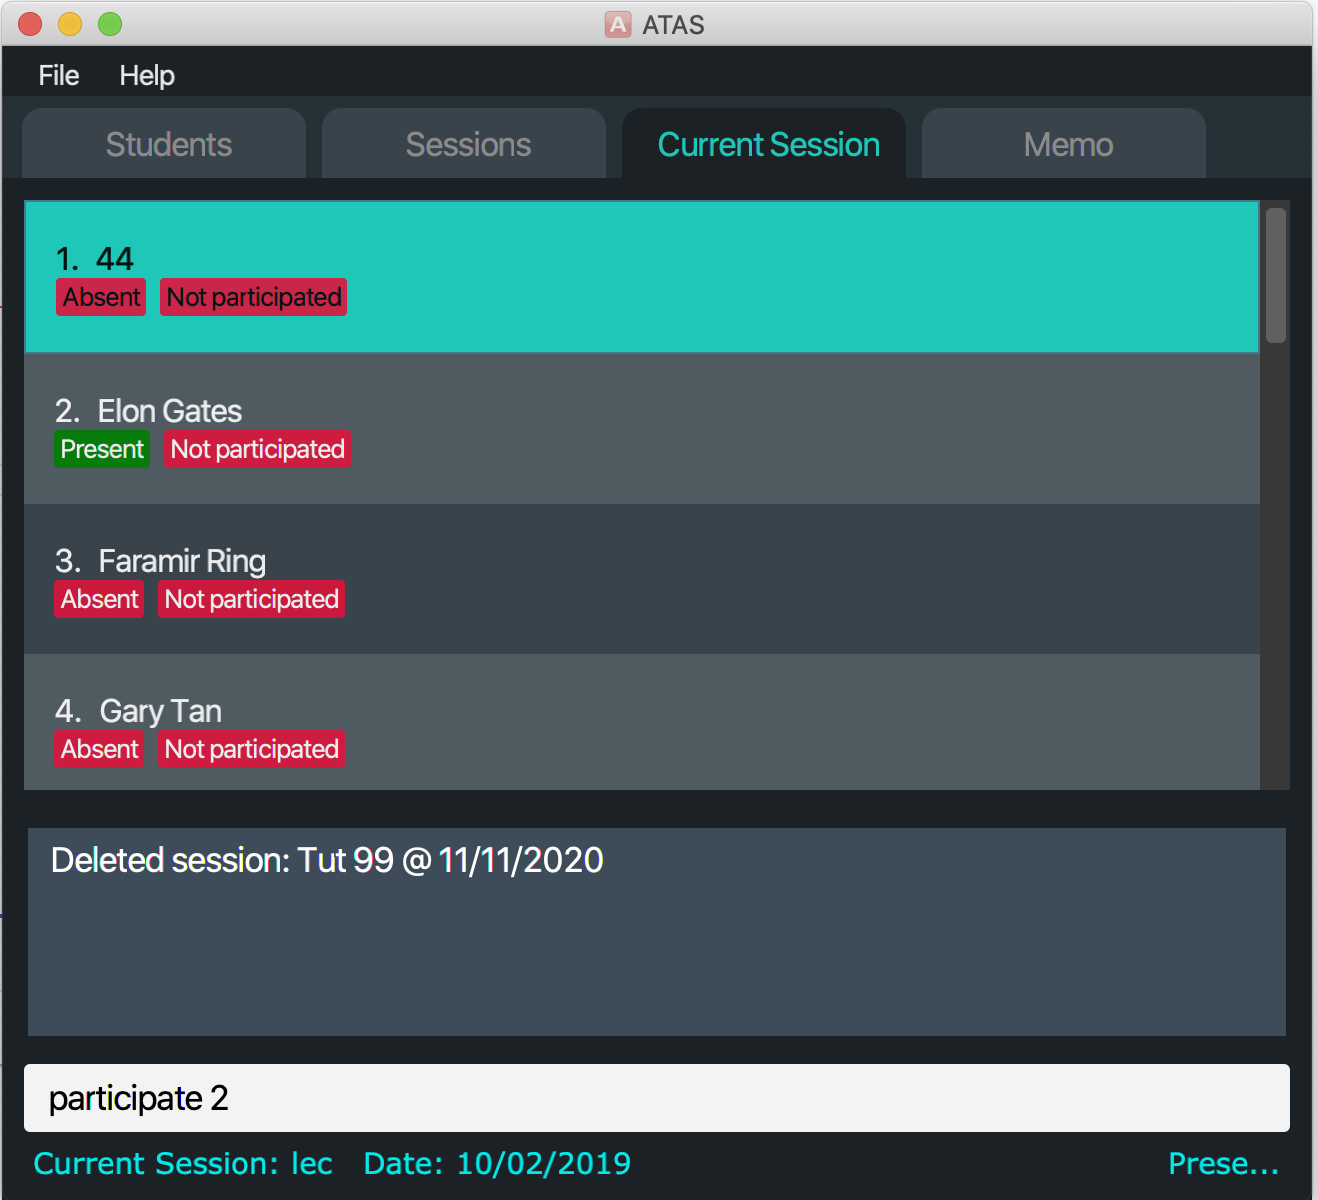 A ATAS
File Help
Students Sessions Current Session Memo
1. 44
Absent Not participated
2. Elon Gates
Present Not participated
3. Faramir Ring
Absent Not participated
4. Gary Tan
Absent Not participated
Deleted session: Tut 99 @ 11/11/2020
participate 2
Current Session: lec Date: 10/02/2019 Prese...